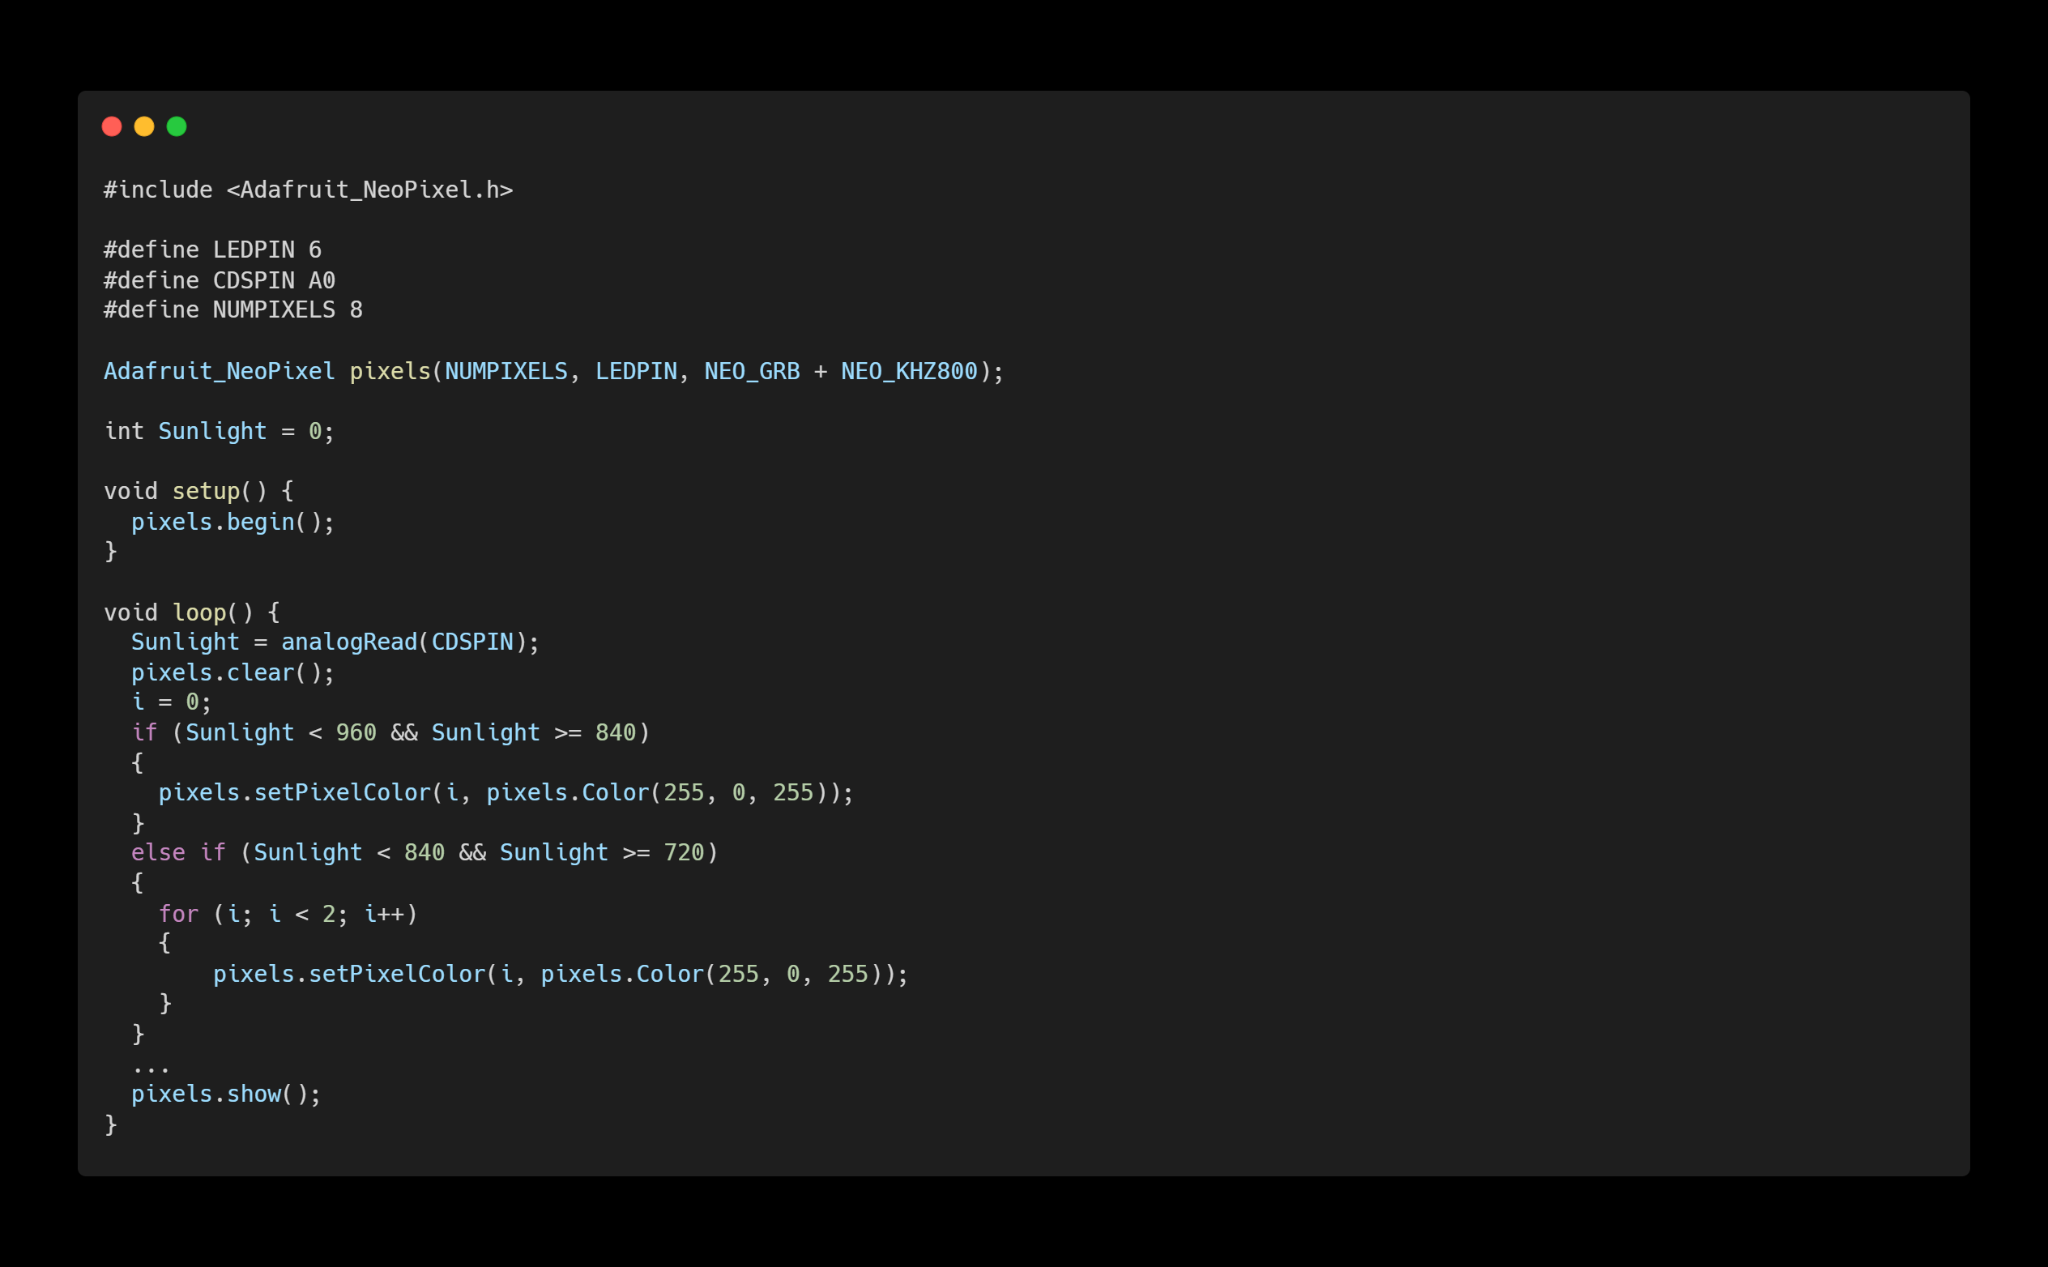 #include <Adafruit_NeoPixel.h>
#define LEDPIN 6
#define CDSPIN A0
#define NUMPIXELS 8
Adafruit_NeoPixel pixels(NUMPIXELS, LEDPIN, NEO_GRB + NEO_KHZ800);
int Sunlight = 0;
void setup() {
  pixels.begin();
}
void loop() {
  Sunlight = analogRead(CDSPIN);
  pixels.clear();
  i = 0;
  if (Sunlight < 960 && Sunlight >= 840)
  {
    pixels.setPixelColor(i, pixels.Color(255, 0, 255));
  }
  else if (Sunlight < 840 && Sunlight >= 720)
  {
    for (i; i < 2; i++)
    {
        pixels.setPixelColor(i, pixels.Color(255, 0, 255));
    }
  }
  ...
  pixels.show();
}